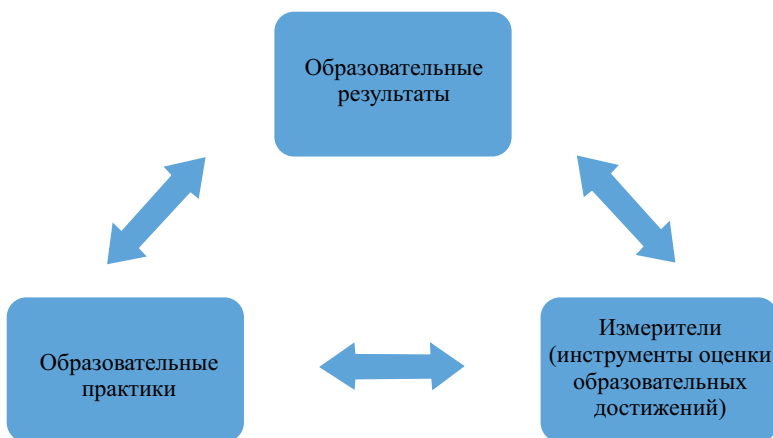 Образовательные
результаты
Образовательные
практики
Измерители
(инструменты оценки
образовательных
достижений)